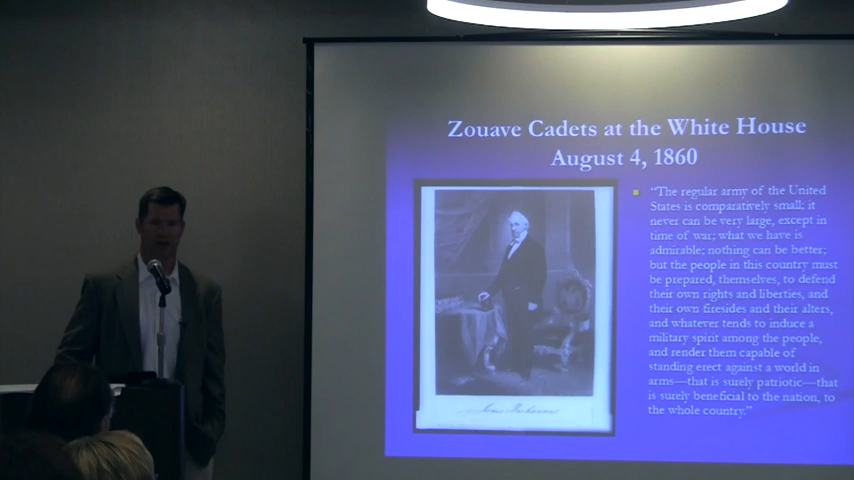 Zouave Cadets at the White House
August 4, 1860
"The regular army of the United
States is comparatively small; it
never can be very large, except in
time of war; what we have is
admirable; nothing can be better;
but the people in this country must
be prepared, themselves, to defend
their own rights and liberties, and
their own firesides and their alters,
and whatever tends to induce a
military spirit among the people,
and render them capable of
standing erect against a world in
arms—that is surely patriotic—that
is surely beneficial to the nation, to
the whole country."
James Buchanan